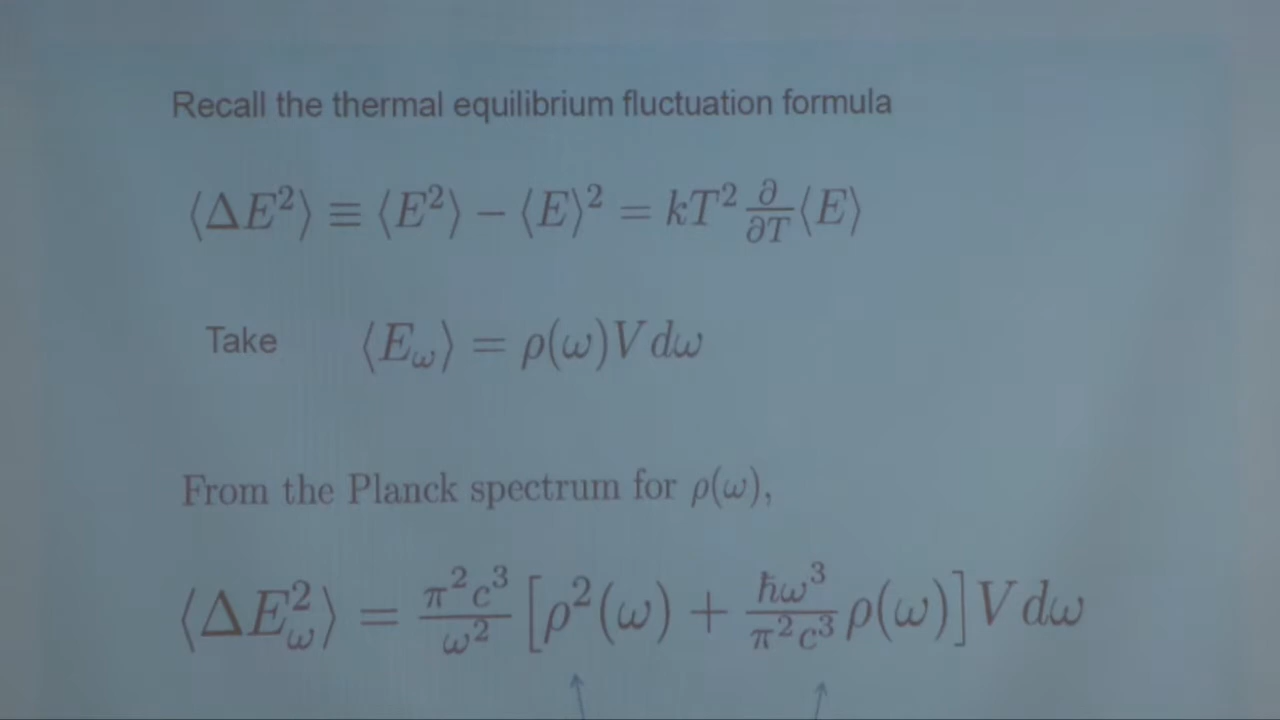 Recall the thermal equilibrium fluctuation formula
⟨ΔE²⟩ ≡ ⟨E²⟩ − ⟨E⟩² = kT² ∂/∂T ⟨E⟩
Take ⟨E_ω⟩ = ρ(ω)V dω
From the Planck spectrum for ρ(ω),
⟨ΔE²_ω⟩ = π²c³/ω² [ρ²(ω) + ħω³/π²c³ ρ(ω)]V dω